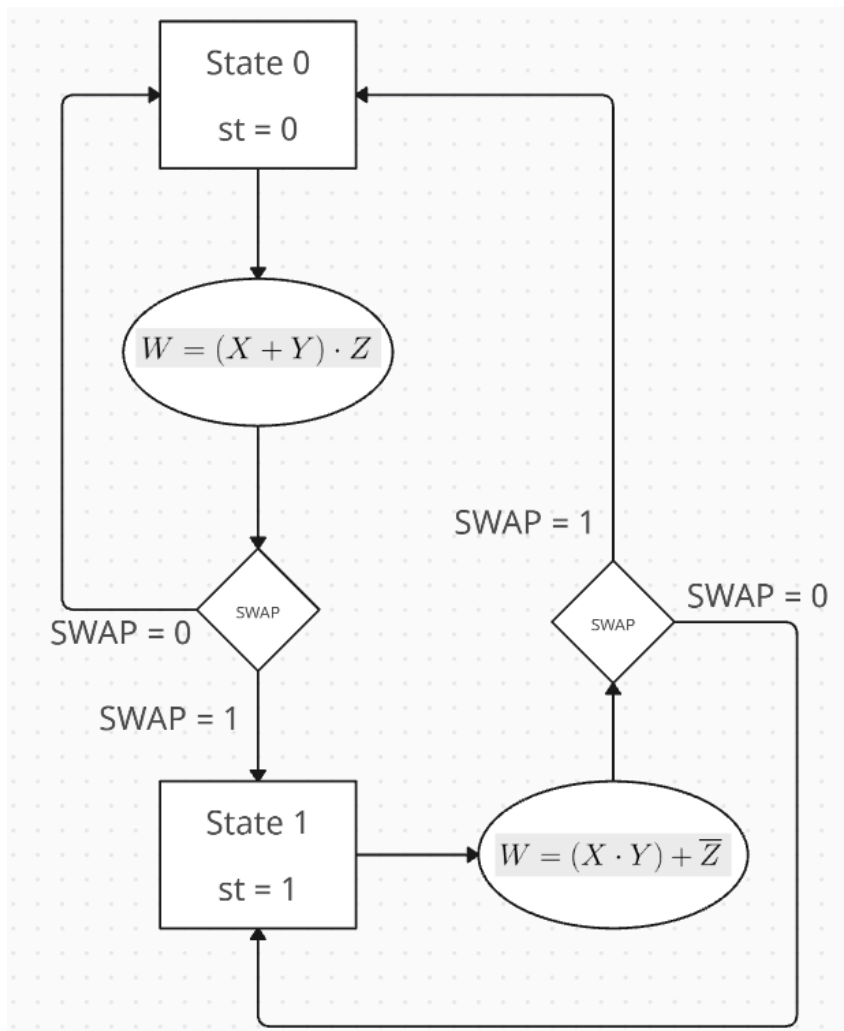 State 0
st = 0
W = (X + Y) · Z
SWAP = 1
SWAP
SWAP = 0
SWAP = 0
SWAP
SWAP = 1
State 1
st = 1
W = (X · Y) + Z̅